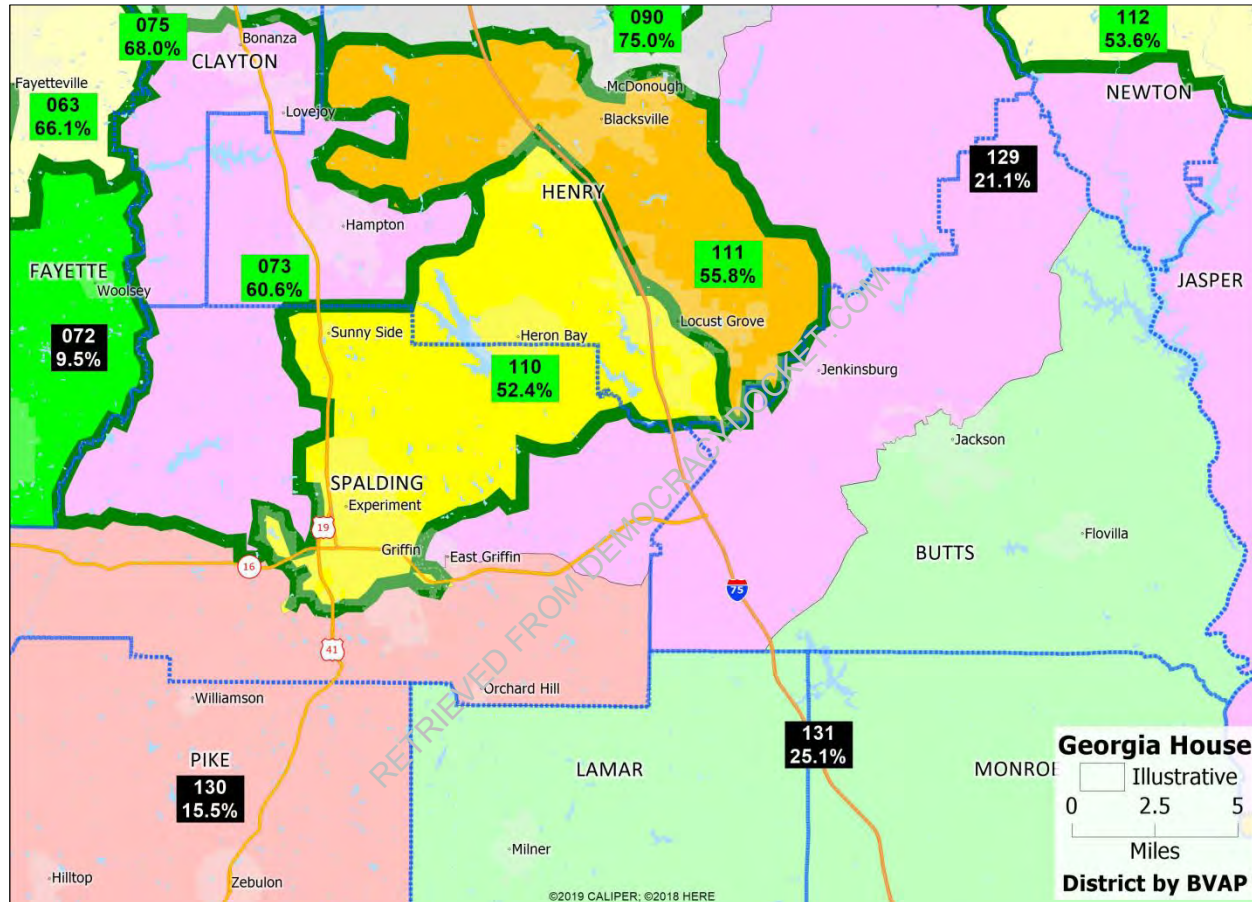 075
68.0%
090
75.0%
112
53.6%
Bonanza
CLAYTON
Fayetteville
063
66.1%
McDonough
NEWTON
Lovejoy
Blacksville
129
21.1%
HENRY
Hampton
FAYETTE
Woolsey
073
60.6%
111
55.8%
JASPER
072
9.5%
Sunny Side
Heron Bay
Locust Grove
110
52.4%
Jenkinsburg
Jackson
SPALDING
Experiment
19
Griffin
East Griffin
16
Flovilla
BUTTS
75
41
Williamson
Orchard Hill
PIKE
130
15.5%
LAMAR
131
25.1%
MONROE
Milner
Hilltop
Zebulon
RETRIEVED FROM DEMOCRACYDOCKET.COM
Georgia House
Illustrative
0 2.5 5
Miles
District by BVAP
©2019 CALIPER; ©2018 HERE